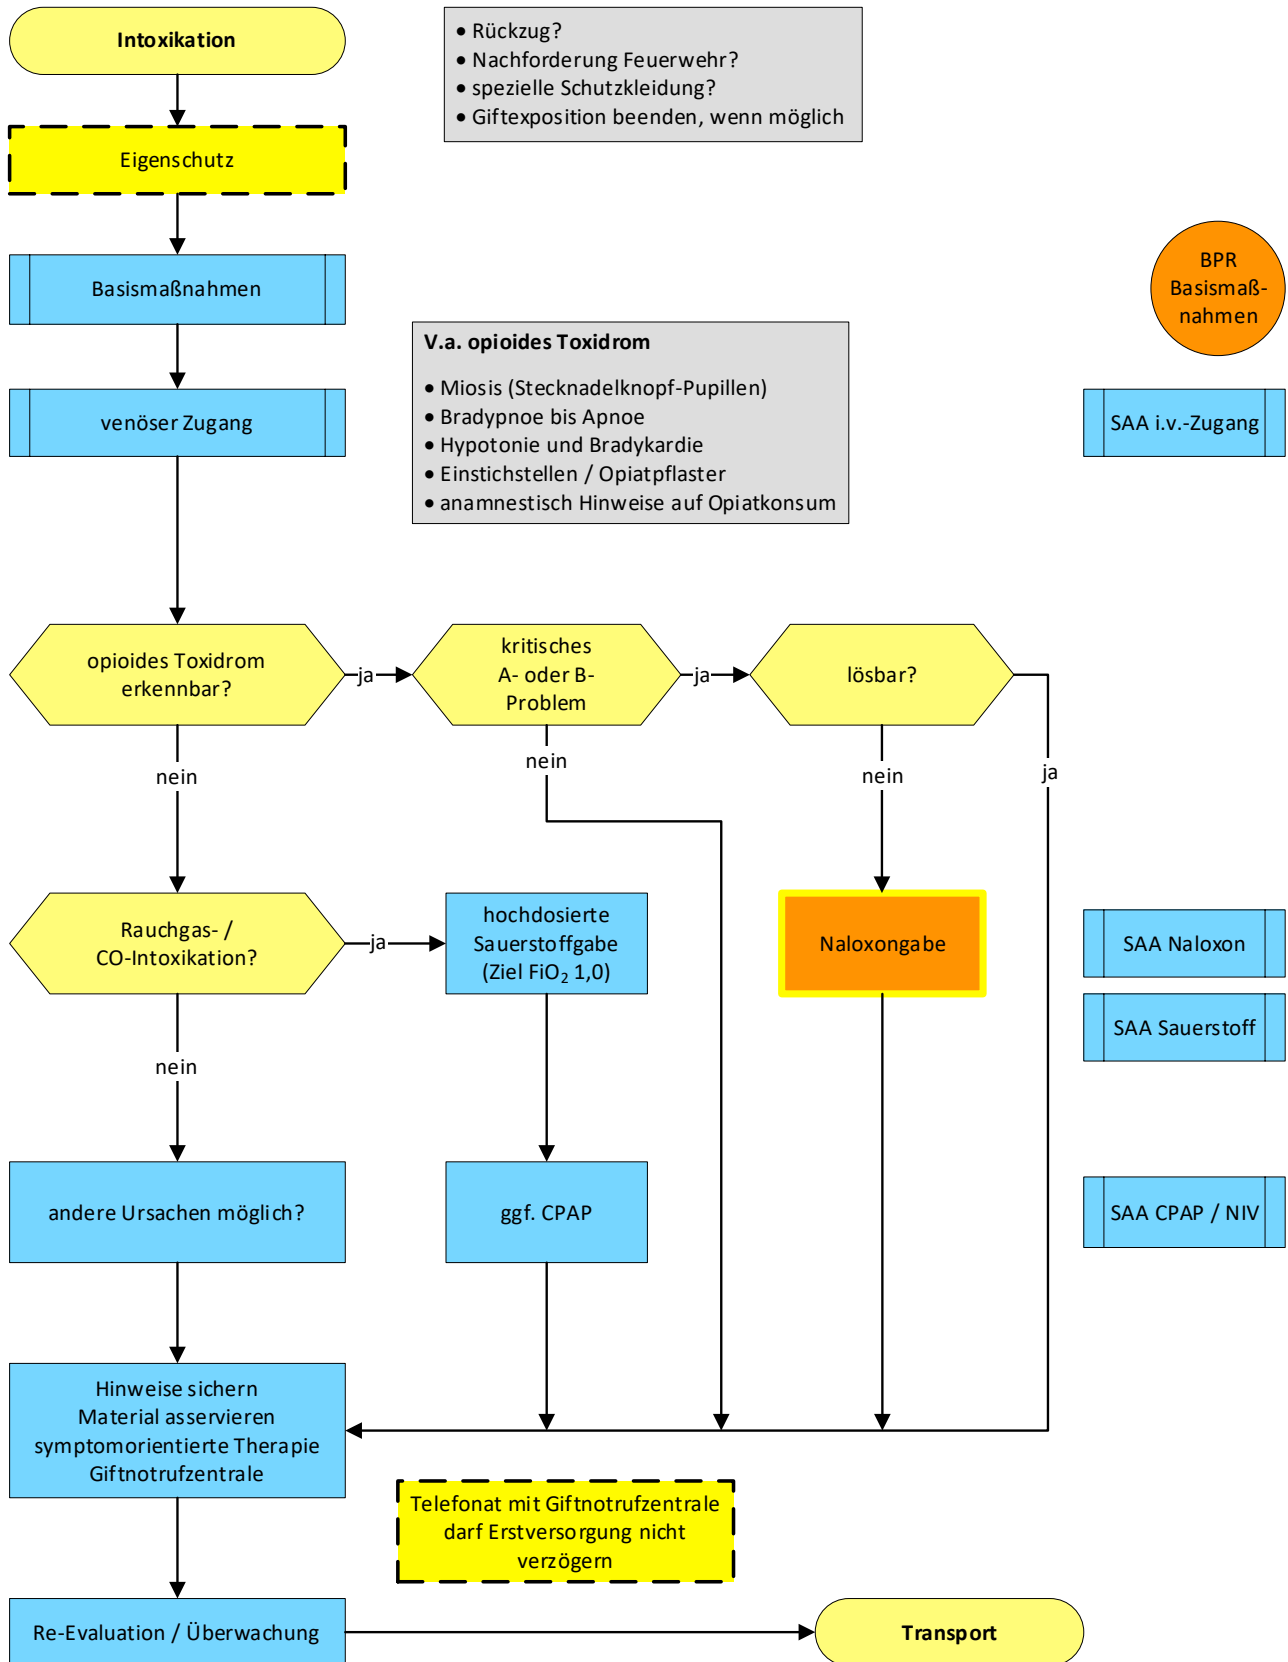 Intoxikation
• Rückzug?
• Nachforderung Feuerwehr?
• spezielle Schutzkleidung?
• Giftexposition beenden, wenn möglich
Eigenschutz
Basismaßnahmen
BPR
Basismaß-
nahmen
V.a. opioides Toxidrom
• Miosis (Stecknadelknopf-Pupillen)
• Bradypnoe bis Apnoe
• Hypotonie und Bradykardie
• Einstichstellen / Opiatpflaster
• anamnestisch Hinweise auf Opiatkonsum
venöser Zugang
SAA i.v.-Zugang
opioides Toxidrom
erkennbar?
ja
kritisches
A- oder B-
Problem
ja
lösbar?
nein
nein
nein
ja
Rauchgas- /
CO-Intoxikation?
ja
hochdosierte
Sauerstoffgabe
(Ziel FiO₂ 1,0)
Naloxongabe
SAA Naloxon
SAA Sauerstoff
nein
andere Ursachen möglich?
ggf. CPAP
SAA CPAP / NIV
Hinweise sichern
Material asservieren
symptomorientierte Therapie
Giftnotrufzentrale
Telefonat mit Giftnotrufzentrale
darf Erstversorgung nicht
verzögern
Re-Evaluation / Überwachung
Transport